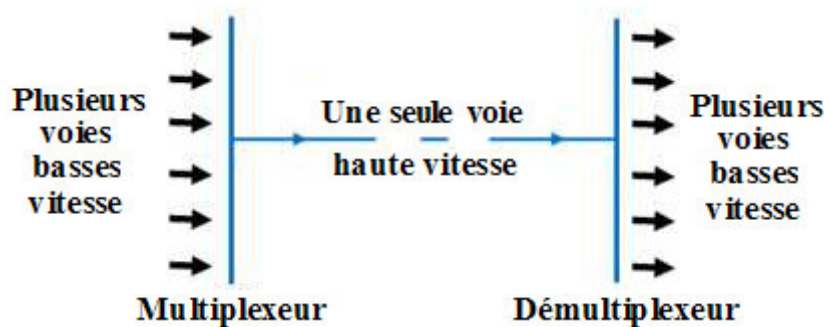 Plusieurs
voies
basses
vitesse
Une seule voie
haute vitesse
Plusieurs
voies
basses
vitesse
Multiplexeur
Démultiplexeur